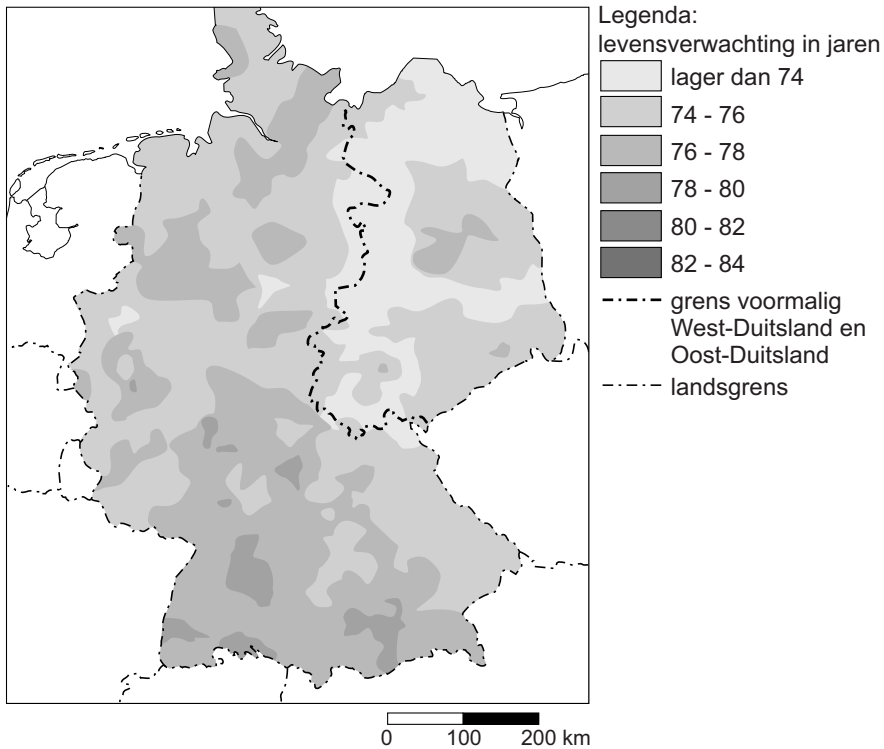 Legenda:
levensverwachting in jaren
lager dan 74
74 - 76
76 - 78
78 - 80
80 - 82
82 - 84
grens voormalig
West-Duitsland en
Oost-Duitsland
landsgrens
0 100 200 km